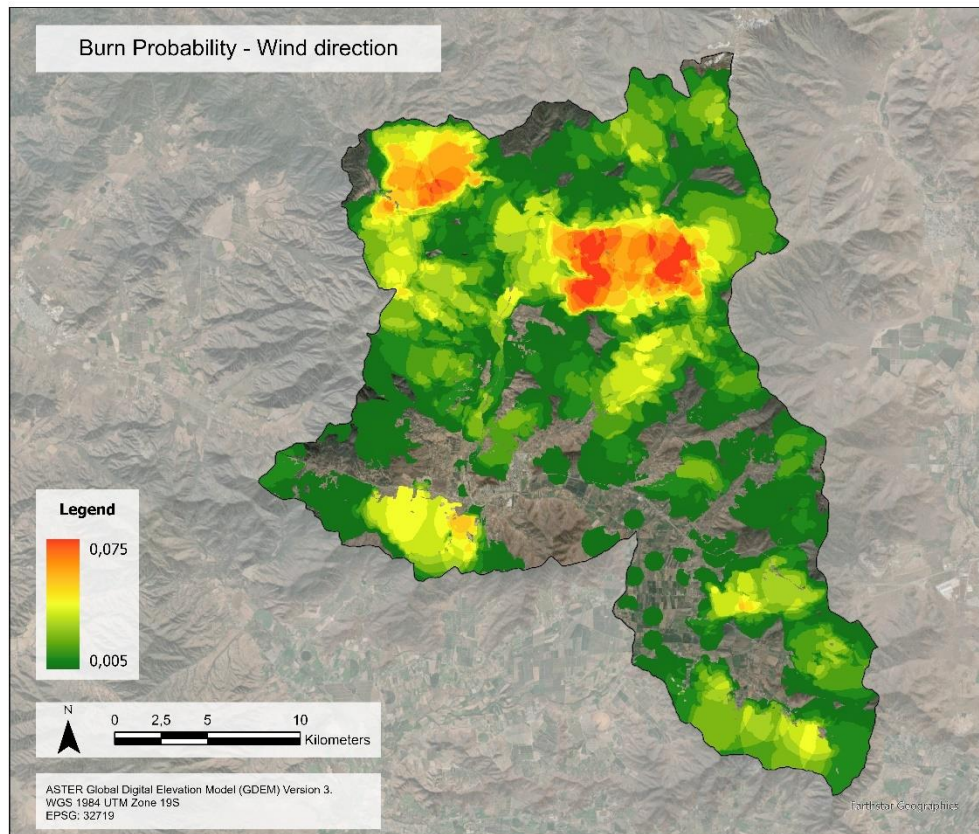 Burn Probability - Wind direction
Legend
0,075
0,005
N
0 2,5 5 10
Kilometers
ASTER Global Digital Elevation Model (GDEM) Version 3.
WGS 1984 UTM Zone 19S
EPSG: 32719
Earthstar Geographics